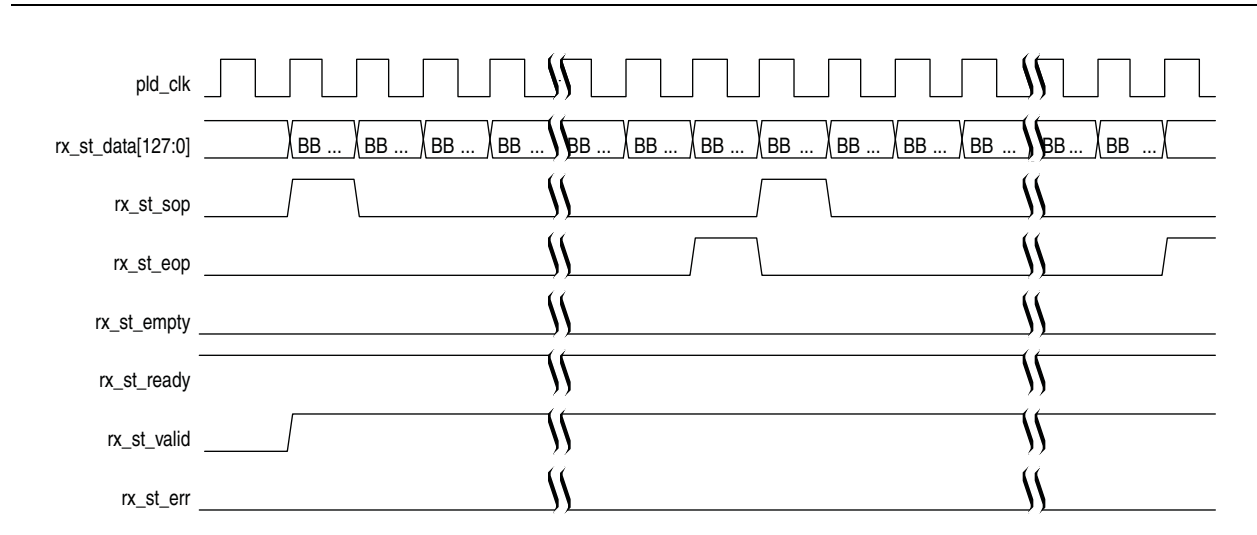 pld_clk
rx_st_data[127:0] BB ... BB ... BB ... BB ... BB ... BB ... BB ... BB ... BB ... BB ... BB ... BB ... BB ...
rx_st_sop
rx_st_eop
rx_st_empty
rx_st_ready
rx_st_valid
rx_st_err